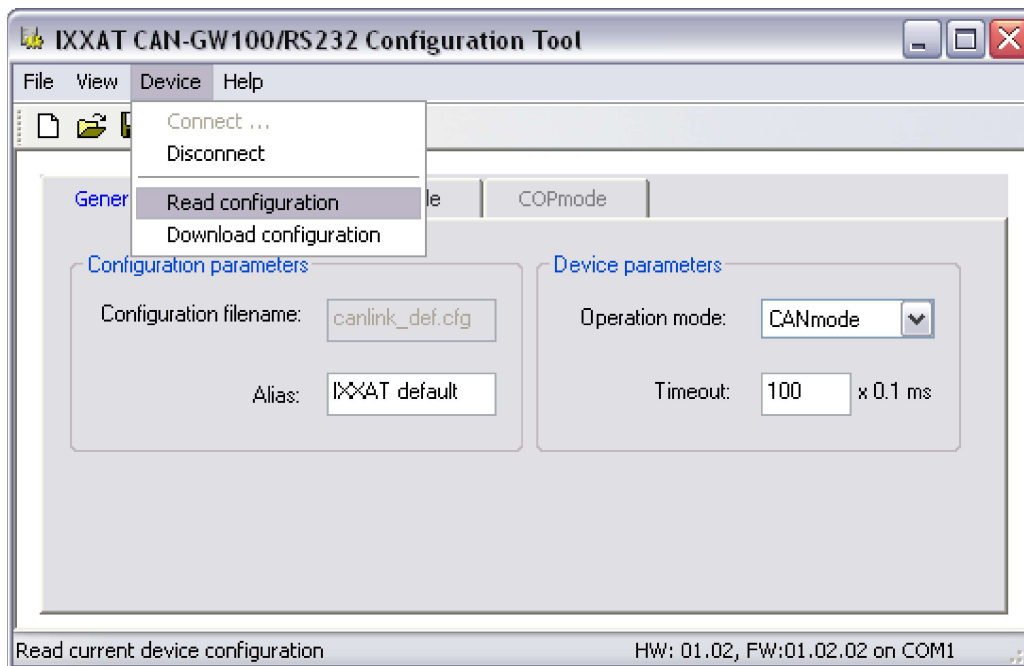 IXXAT CAN-GW100/RS232 Configuration Tool
File View Device Help
Connect ...
Disconnect
Read configuration
Download configuration
COPmode
Configuration parameters
Device parameters
Configuration filename: canlink_def.cfg
Operation mode: CANmode
Alias: IXXAT default
Timeout: 100 x 0.1 ms
Read current device configuration
HW: 01.02, FW:01.02.02 on COM1